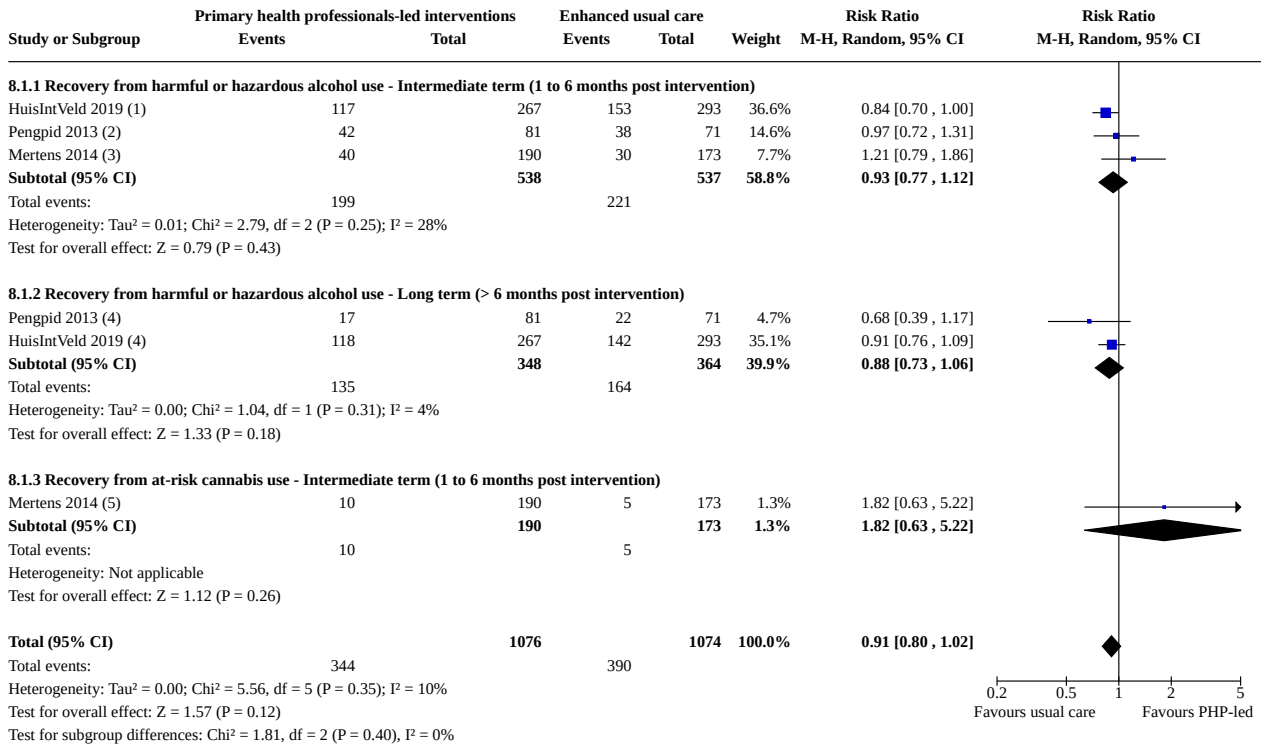 Primary health professionals-led interventions Enhanced usual care Risk Ratio Risk Ratio
Study or Subgroup Events Total Events Total Weight M-H, Random, 95% CI M-H, Random, 95% CI
8.1.1 Recovery from harmful or hazardous alcohol use - Intermediate term (1 to 6 months post intervention)
HuisIntVeld 2019 (1) 117 267 153 293 36.6% 0.84 [0.70 , 1.00]
Pengpid 2013 (2) 42 81 38 71 14.6% 0.97 [0.72 , 1.31]
Mertens 2014 (3) 40 190 30 173 7.7% 1.21 [0.79 , 1.86]
Subtotal (95% CI) 538 537 58.8% 0.93 [0.77 , 1.12]
Total events: 199 221
Heterogeneity: Tau² = 0.01; Chi² = 2.79, df = 2 (P = 0.25); I² = 28%
Test for overall effect: Z = 0.79 (P = 0.43)
8.1.2 Recovery from harmful or hazardous alcohol use - Long term (> 6 months post intervention)
Pengpid 2013 (4) 17 81 22 71 4.7% 0.68 [0.39 , 1.17]
HuisIntVeld 2019 (4) 118 267 142 293 35.1% 0.91 [0.76 , 1.09]
Subtotal (95% CI) 348 364 39.9% 0.88 [0.73 , 1.06]
Total events: 135 164
Heterogeneity: Tau² = 0.00; Chi² = 1.04, df = 1 (P = 0.31); I² = 4%
Test for overall effect: Z = 1.33 (P = 0.18)
8.1.3 Recovery from at-risk cannabis use - Intermediate term (1 to 6 months post intervention)
Mertens 2014 (5) 10 190 5 173 1.3% 1.82 [0.63 , 5.22]
Subtotal (95% CI) 190 173 1.3% 1.82 [0.63 , 5.22]
Total events: 10 5
Heterogeneity: Not applicable
Test for overall effect: Z = 1.12 (P = 0.26)
Total (95% CI) 1076 1074 100.0% 0.91 [0.80 , 1.02]
Total events: 344 390
Heterogeneity: Tau² = 0.00; Chi² = 5.56, df = 5 (P = 0.35); I² = 10%
0.2 0.5 1 2 5
Test for overall effect: Z = 1.57 (P = 0.12)
Favours usual care Favours PHP-led
Test for subgroup differences: Chi² = 1.81, df = 2 (P = 0.40), I² = 0%